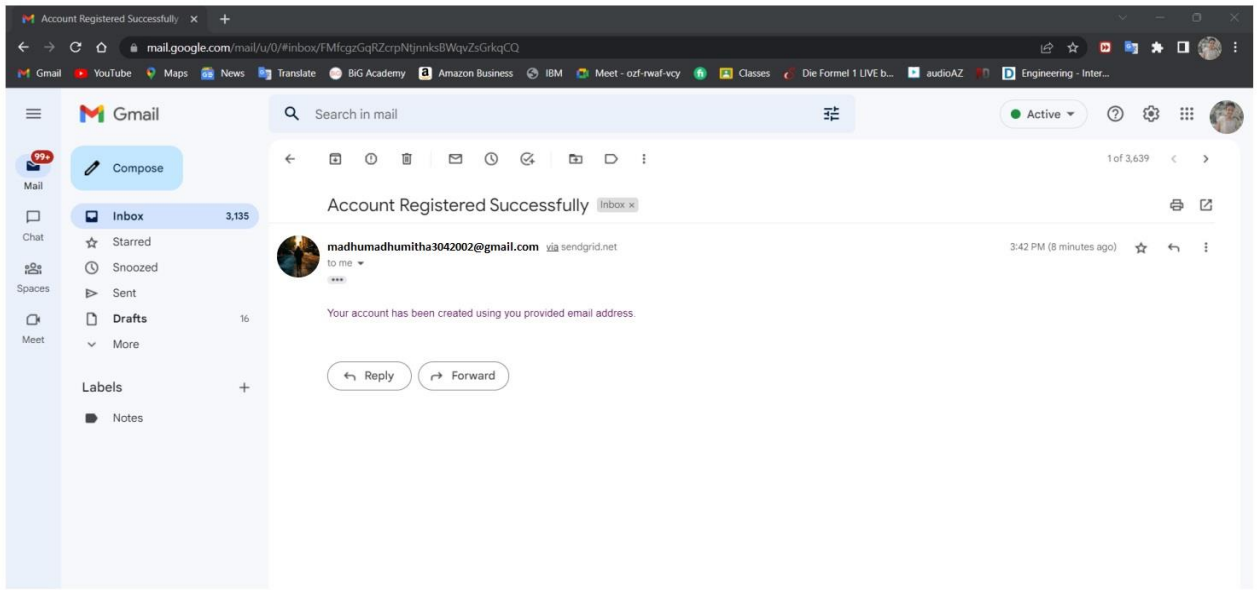 Account Registered Successfully
mail.google.com/mail/u/0/#inbox/FMfcgzGqRZcrpNtjnnksBWqvZsGrkqCQ
Gmail YouTube Maps News Translate BiG Academy Amazon Business IBM Meet - ozf-rwaf-vcy Classes Die Formel 1 LIVE b... audioAZ Engineering - Inter...
Gmail
Search in mail
Active
99+
Mail
Chat
Spaces
Meet
Compose
Inbox 3,135
Starred
Snoozed
Sent
Drafts 16
More
Labels +
Notes
1 of 3,639
Account Registered Successfully Inbox x
madhumadhumitha3042002@gmail.com via sendgrid.net 3:42 PM (8 minutes ago)
to me
Your account has been created using you provided email address.
Reply Forward